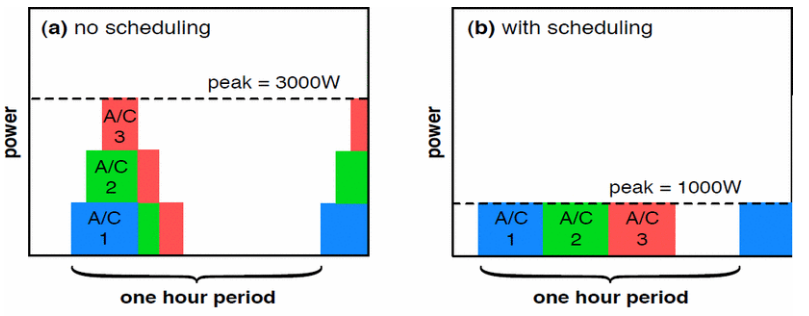 (a) no scheduling
peak = 3000W
power
A/C
3
A/C
2
A/C
1
one hour period
(b) with scheduling
peak = 1000W
power
A/C
1
A/C
2
A/C
3
one hour period